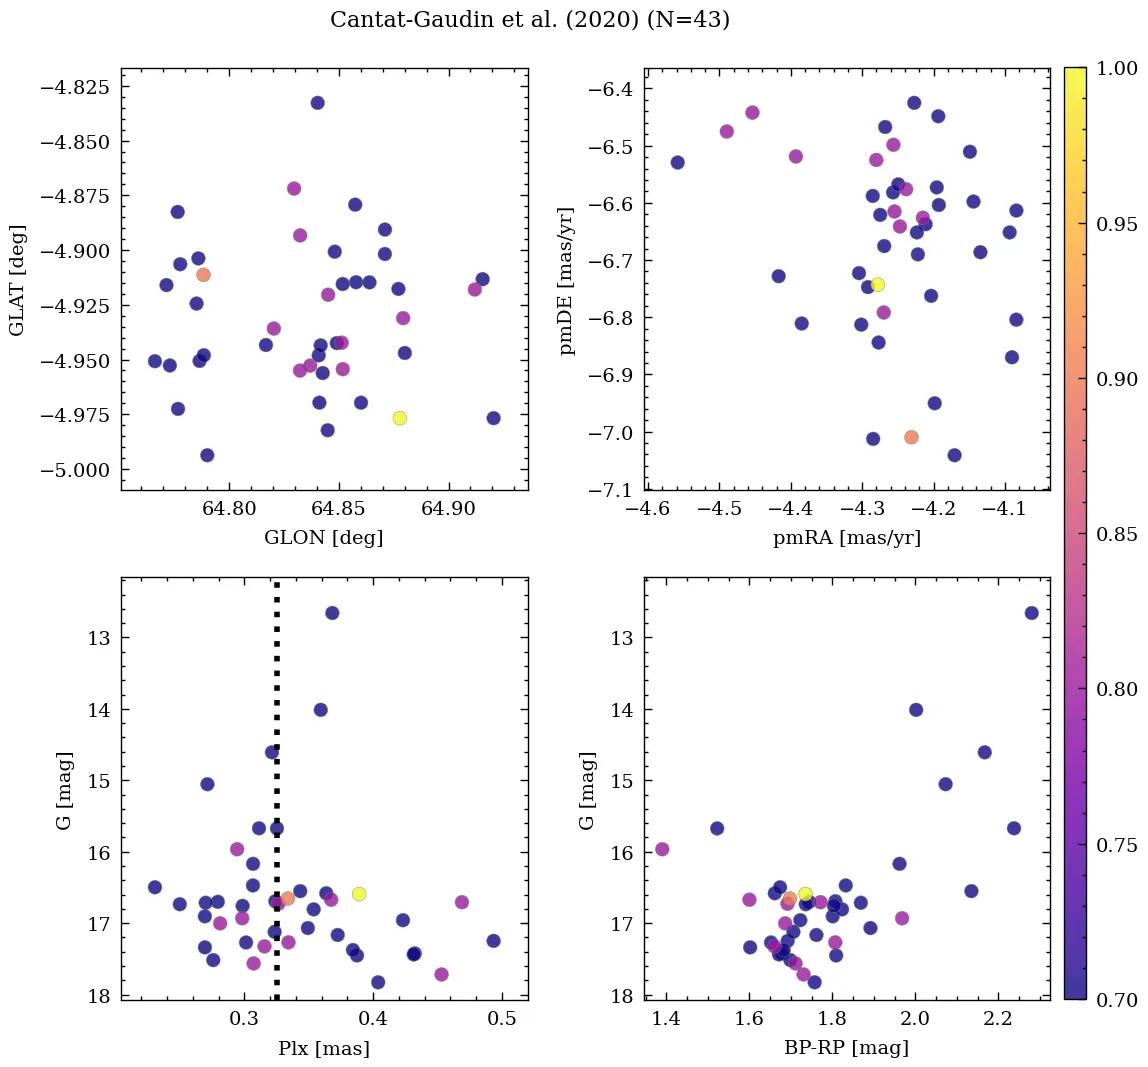 Cantat-Gaudin et al. (2020) (N=43)
−4.825
−4.850
−4.875
−4.900
−4.925
−4.950
−4.975
−5.000
GLAT [deg]
64.80 64.85 64.90
GLON [deg]
−6.4
−6.5
−6.6
−6.7
−6.8
−6.9
−7.0
−7.1
pmDE [mas/yr]
−4.6 −4.5 −4.4 −4.3 −4.2 −4.1
pmRA [mas/yr]
13
14
15
16
17
18
G [mag]
0.3 0.4 0.5
Plx [mas]
13
14
15
16
17
18
G [mag]
1.4 1.6 1.8 2.0 2.2
BP-RP [mag]
1.00
0.95
0.90
0.85
0.80
0.75
0.70